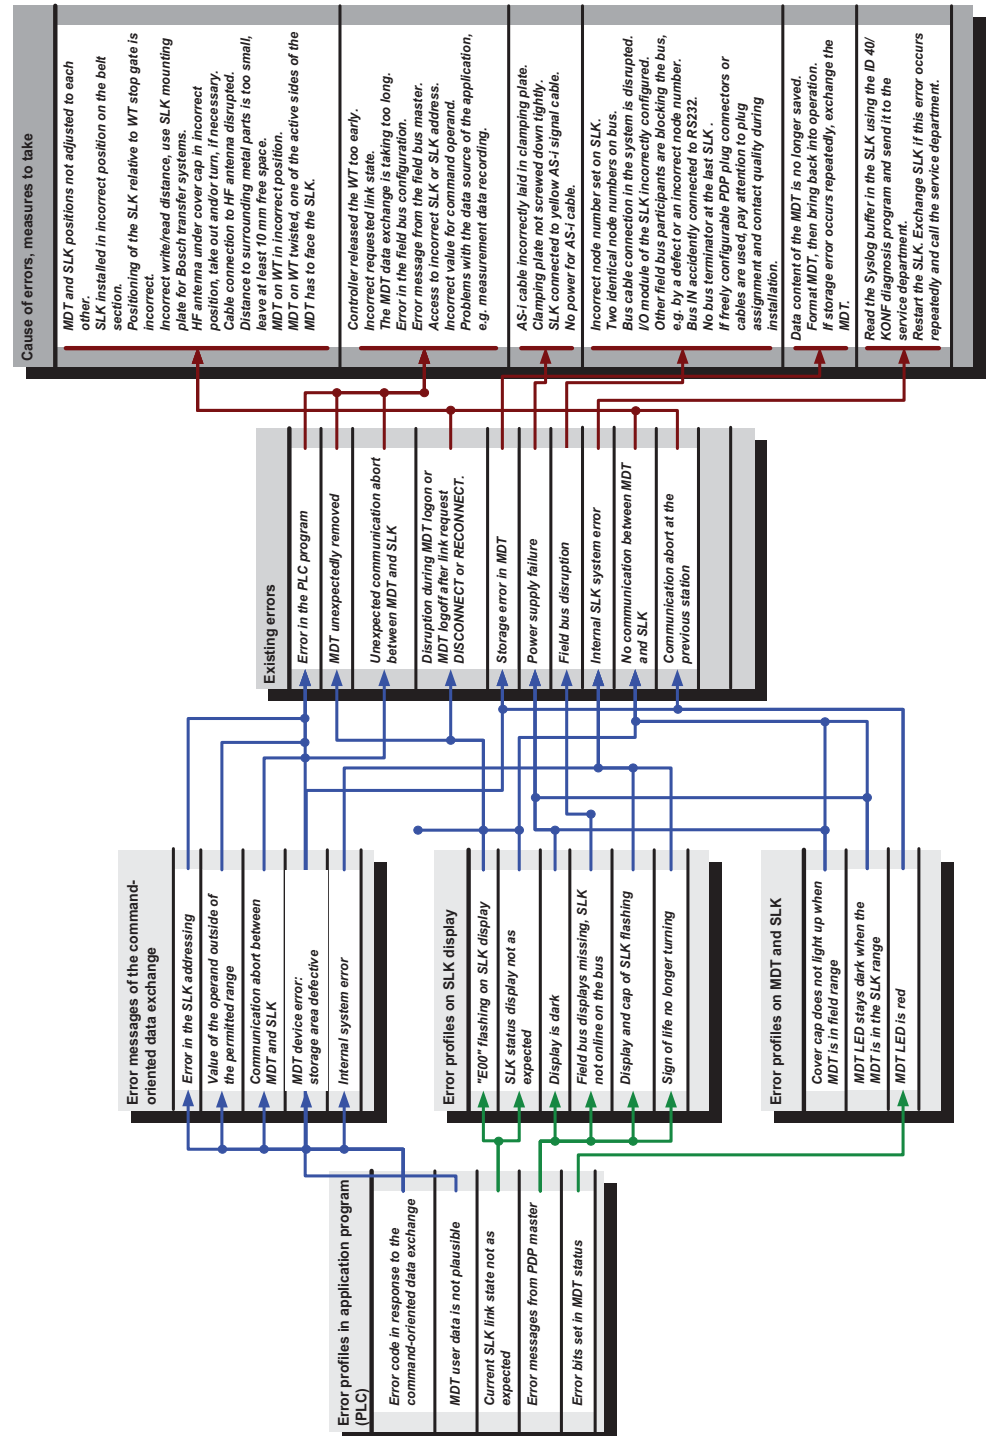 Error profiles in application program
(PLC)
Error code in response to the
command-oriented data exchange
MDT user data is not plausible
Current SLK link state not as
expected
Error messages from PDP master
Error bits set in MDT status
Error messages of the command-
oriented data exchange
Error in the SLK addressing
Value of the operand outside of
the permitted range
Communication abort between
MDT and SLK
MDT device error:
storage area defective
Internal system error
Error profiles on SLK display
"E00" flashing on SLK display
SLK status display not as
expected
Display is dark
Field bus displays missing, SLK
not online on the bus
Display and cap of SLK flashing
Sign of life no longer turning
Error profiles on MDT and SLK
Cover cap does not light up when
MDT is in field range
MDT LED stays dark when the
MDT is in the SLK range
MDT LED is red
Existing errors
Error in the PLC program
MDT unexpectedly removed
Unexpected communication abort
between MDT and SLK
Disruption during MDT logon or
MDT logoff after link request
DISCONNECT or RECONNECT.
Storage error in MDT
Power supply failure
Field bus disruption
Internal SLK system error
No communication between MDT
and SLK
Communication abort at the
previous station
Cause of errors, measures to take
MDT and SLK positions not adjusted to each
other.
SLK installed in incorrect position on the belt
section.
Positioning of the SLK relative to WT stop gate is
incorrect.
Incorrect write/read distance, use SLK mounting
plate for Bosch transfer systems.
HF antenna under cover cap in incorrect
position, take out and/or turn, if necessary.
Cable connection to HF antenna disrupted.
Distance to surrounding metal parts is too small,
leave at least 10 mm free space.
MDT on WT in incorrect position.
MDT on WT twisted, one of the active sides of the
MDT has to face the SLK.
Controller released the WT too early.
Incorrect requested link state.
The MDT data exchange is taking too long.
Error in the field bus configuration.
Error message from the field bus master.
Access to incorrect SLK or SLK address.
Incorrect value for command operand.
Problems with the data source of the application,
e.g. measurement data recording.
AS-i cable incorrectly laid in clamping plate.
Clamping plate not screwed down tightly.
SLK connected to yellow AS-i signal cable.
No power for AS-i cable.
Incorrect node number set on SLK.
Two identical node numbers on bus.
Bus cable connection in the system is disrupted.
I/O module of the SLK incorrectly configured.
Other field bus participants are blocking the bus,
e.g. by a defect or an incorrect node number.
Bus IN accidently connected to RS232.
No bus terminator at the last SLK .
If freely configurable PDP plug connectors or
cables are used, pay attention to plug
assignment and contact quality during
installation.
Data content of the MDT is no longer saved.
Format MDT, then bring back into operation.
If storage error occurs repeatedly, exchange the
MDT.
Read the Syslog buffer in the SLK using the ID 40/
KONF diagnosis program and send it to the
service department.
Restart the SLK. Exchange SLK if this error occurs
repeatedly and call the service department.